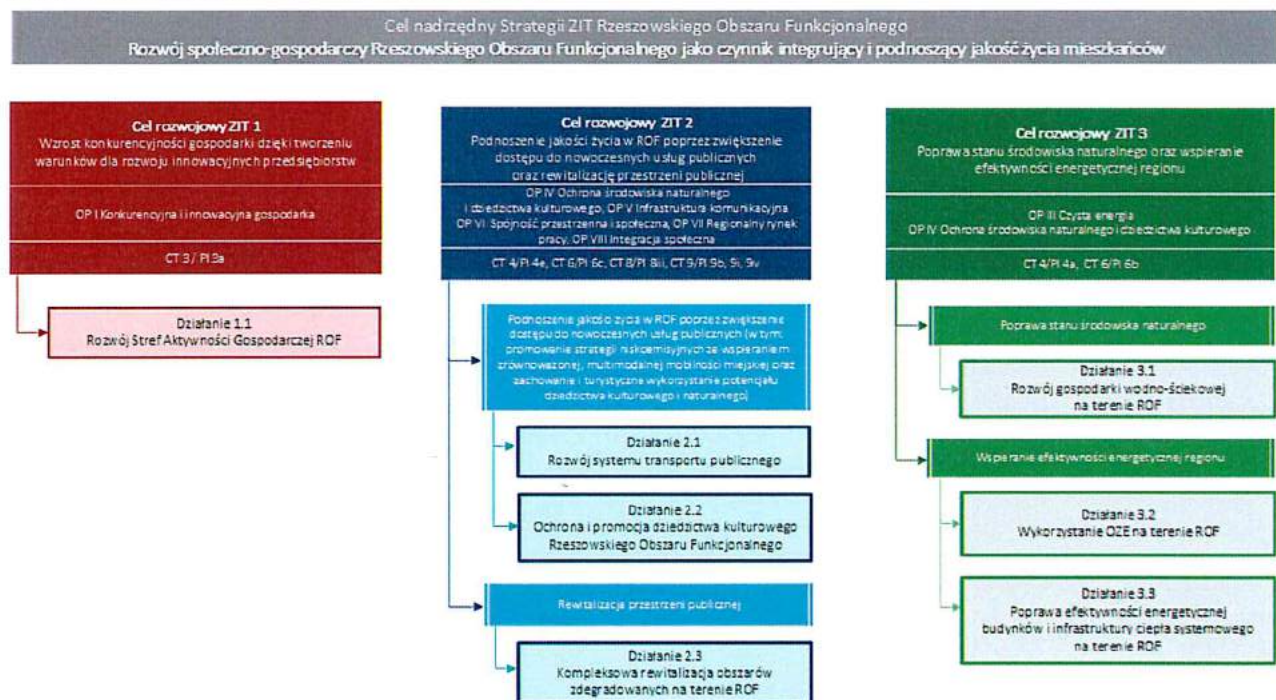 Cel nadrzędny Strategii ZIT Rzeszowskiego Obszaru Funkcjonalnego
Rozwój społeczno-gospodarczy Rzeszowskiego Obszaru Funkcjonalnego jako czynnik integrujący i podnoszący jakość życia mieszkańców
Cel rozwojowy ZIT 1
Wzrost konkurencyjności gospodarki dzięki tworzeniu
warunków dla rozwoju innowacyjnych przedsiębiorstw
OP I Konkurencyjna i innowacyjna gospodarka
CT 3 / PI 3a
Działanie 1.1
Rozwój Stref Aktywności Gospodarczej ROF
Cel rozwojowy ZIT 2
Podnoszenie jakości życia w ROF poprzez zwiększenie
dostępu do nowoczesnych usług publicznych
oraz rewitalizację przestrzeni publicznej
OP IV Ochrona środowiska naturalnego
i dziedzictwa kulturowego, OP V Infrastruktura komunikacyjna
OP VI Spójność przestrzenna i społeczna, OP VII Regionalny rynek
pracy, OP VIII Integracja społeczna
CT 4/PI 4e, CT 6/PI 6c, CT 8/PI 8iii, CT 9/PI 9b, 9i, 9iv
Podnoszenie jakości życia w ROF poprzez zwiększenie
dostępu do nowoczesnych usług publicznych (w tym:
promowanie strategii niskoemisyjnych ze wspieraniem
zrównoważonej, multimodalnej mobilności miejskiej oraz
zachowanie i turystyczne wykorzystanie potencjału
dziedzictwa kulturowego i naturalnego)
Działanie 2.1
Rozwój systemu transportu publicznego
Działanie 2.2
Ochrona i promocja dziedzictwa kulturowego
Rzeszowskiego Obszaru Funkcjonalnego
Rewitalizacja przestrzeni publicznej
Działanie 2.3
Kompleksowa rewitalizacja obszarów
zdegradowanych na terenie ROF
Cel rozwojowy ZIT 3
Poprawa stanu środowiska naturalnego oraz wspieranie
efektywności energetycznej regionu
OP III Czysta energia
OP IV Ochrona środowiska naturalnego i dziedzictwa kulturowego
CT 4/PI 4a, CT 6/PI 6b
Poprawa stanu środowiska naturalnego
Działanie 3.1
Rozwój gospodarki wodno-ściekowej
na terenie ROF
Wspieranie efektywności energetycznej regionu
Działanie 3.2
Wykorzystanie OZE na terenie ROF
Działanie 3.3
Poprawa efektywności energetycznej
budynków i infrastruktury ciepła systemowego
na terenie ROF